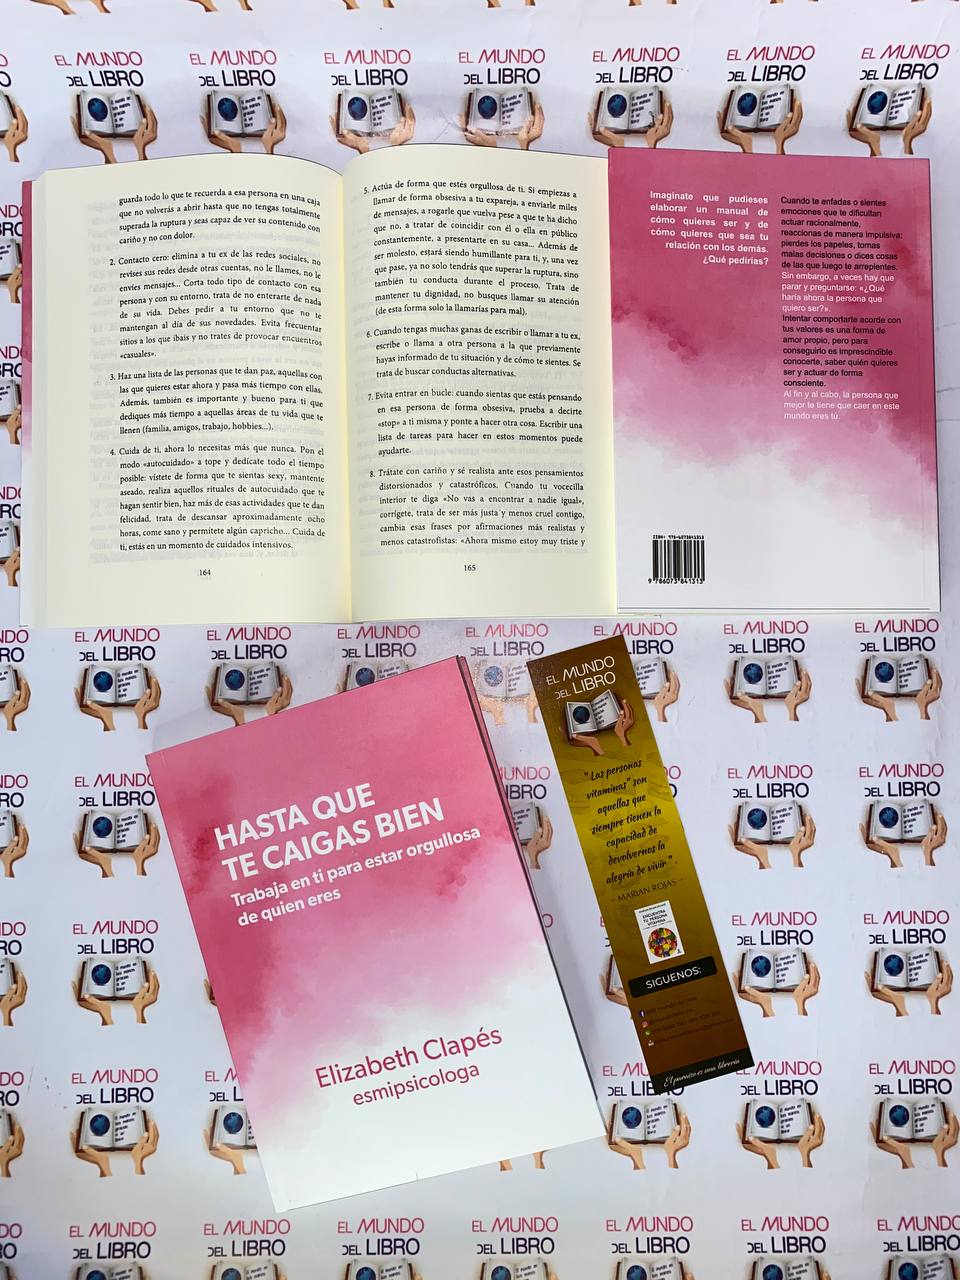 EL MUNDO
DEL LIBRO
guarda todo lo que te recuerda a esa persona en una caja
que no volverás a abrir hasta que no tengas totalmente
superada la ruptura y seas capaz de ver su contenido con
cariño y no con dolor.
2. Contacto cero: elimina a tu ex de las redes sociales, no
revises sus redes desde otras cuentas, no le llames, no le
envíes mensajes... Corta todo tipo de contacto con esa
persona y con su entorno, trata de no enterarte de nada
de su vida. Debes pedir a tu entorno que no te
mantengan al día de sus novedades. Evita frecuentar
sitios a los que ibais y no trates de provocar encuentros
«casuales».
3. Haz una lista de las personas que te dan paz, aquellas con
las que quieres estar ahora y pasa más tiempo con ellas.
Además, también es importante y bueno para ti que
dediques más tiempo a aquellas áreas de tu vida que te
llenen (familia, amigos, trabajo, hobbies...).
4. Cuida de ti, ahora lo necesitas más que nunca. Pon el
modo «autocuidado» a tope y dedícate todo el tiempo
posible: vístete de forma que te sientas sexy, mantente
aseado, realiza aquellos rituales de autocuidado que te
hagan sentir bien, haz más de esas actividades que te dan
felicidad, trata de descansar aproximadamente ocho
horas, come sano y permítete algún capricho... Cuida de
ti, estás en un momento de cuidados intensivos.
164
5. Actúa de forma que estés orgullosa de ti. Si empiezas a
llamar de forma obsesiva a tu expareja, a enviarle miles
de mensajes, a rogarle que vuelva pese a que te ha dicho
que no, a tratar de coincidir con él o ella en público
constantemente, a presentarte en su casa... Además de
ser molesto, estará siendo humillante para ti, y, una vez
que pase, ya no solo tendrás que superar la ruptura, sino
también tu conducta durante el proceso. Trata de
mantener tu dignidad, no busques llamar su atención
(de esta forma solo la llamarías para mal).
6. Cuando tengas muchas ganas de escribir o llamar a tu ex,
escribe o llama a otra persona a la que previamente
hayas informado de tu situación y de cómo te sientes. Se
trata de buscar conductas alternativas.
7. Evita entrar en bucle: cuando sientas que estás pensando
en esa persona de forma obsesiva, prueba a decirte
«stop» a ti misma y ponte a hacer otra cosa. Escribir una
lista de tareas para hacer en estos momentos puede
ayudarte.
8. Trátate con cariño y sé realista ante esos pensamientos
distorsionados y catastróficos. Cuando tu vocecilla
interior te diga «No vas a encontrar a nadie igual»,
corrígete, trata de ser más justa y menos cruel contigo,
cambia esas frases por afirmaciones más realistas y
menos catastrofistas: «Ahora mismo estoy muy triste y
165
Imagínate que pudieses
elaborar un manual de
cómo quieres ser y de
cómo quieres que sea tu
relación con los demás.
¿Qué pedirías?
Cuando te enfadas o sientes
emociones que te dificultan
actuar racionalmente,
reaccionas de manera impulsiva:
pierdes los papeles, tomas
malas decisiones o dices cosas
de las que luego te arrepientes.
Sin embargo, a veces hay que
parar y preguntarse: «¿Qué
haría ahora la persona que
quiero ser?».
Intentar comportarte acorde con
tus valores es una forma de
amor propio, pero para
conseguirlo es imprescindible
conocerte, saber quién quieres
ser y actuar de forma
consciente.
Al fin y al cabo, la persona que
mejor te tiene que caer en este
mundo eres tú.
ISBN: 978-6073841313
9 786073 841313
HASTA QUE
TE CAIGAS BIEN
Trabaja en ti para estar orgullosa
de quien eres
Elizabeth Clapés
esmipsicologa
EL MUNDO
DEL LIBRO
"Las personas
vitaminas" son
aquellas que
siempre tienen la
capacidad de
devolvernos la
alegría de vivir".
- MARIAN ROJAS -
ENCUENTRA
TU PERSONA
VITAMINA
SIGUENOS:
El paraíso es una librería